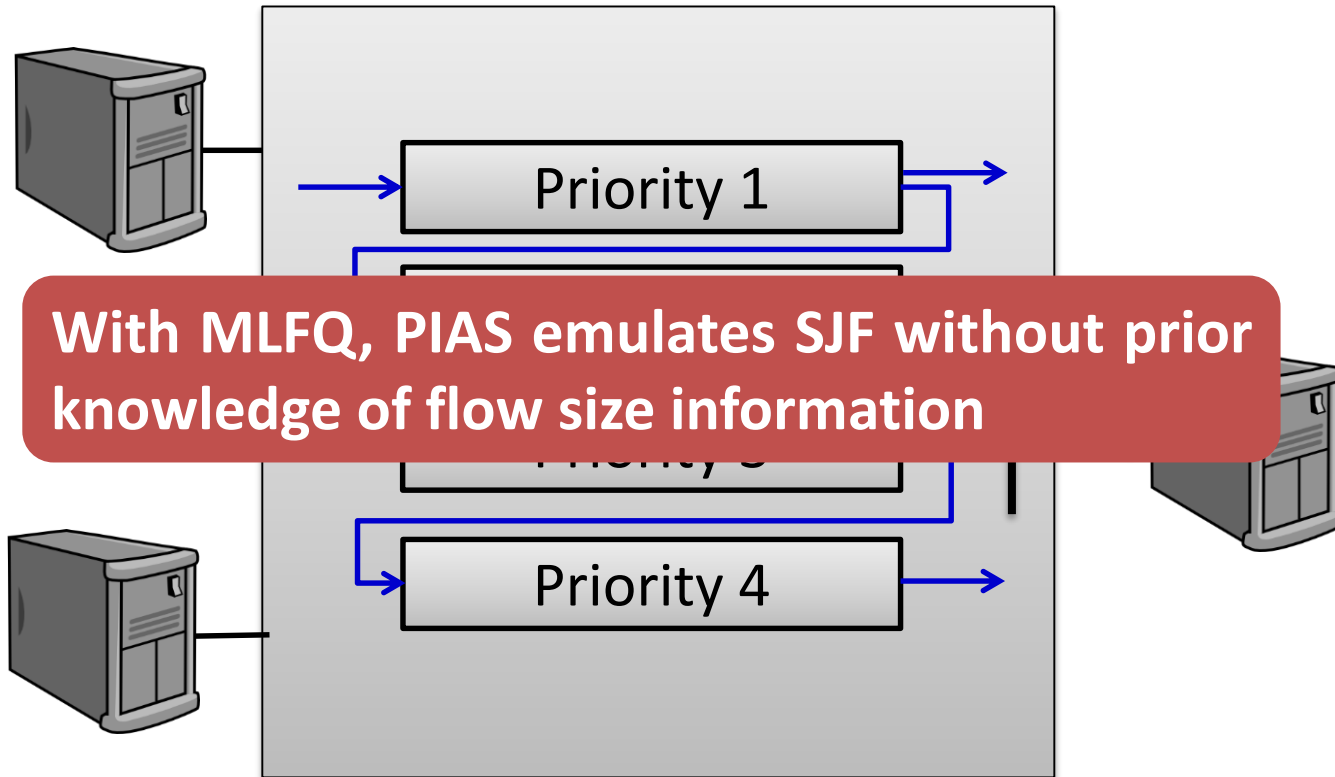 Priority 1
With MLFQ, PIAS emulates SJF without prior
knowledge of flow size information
Priority 4